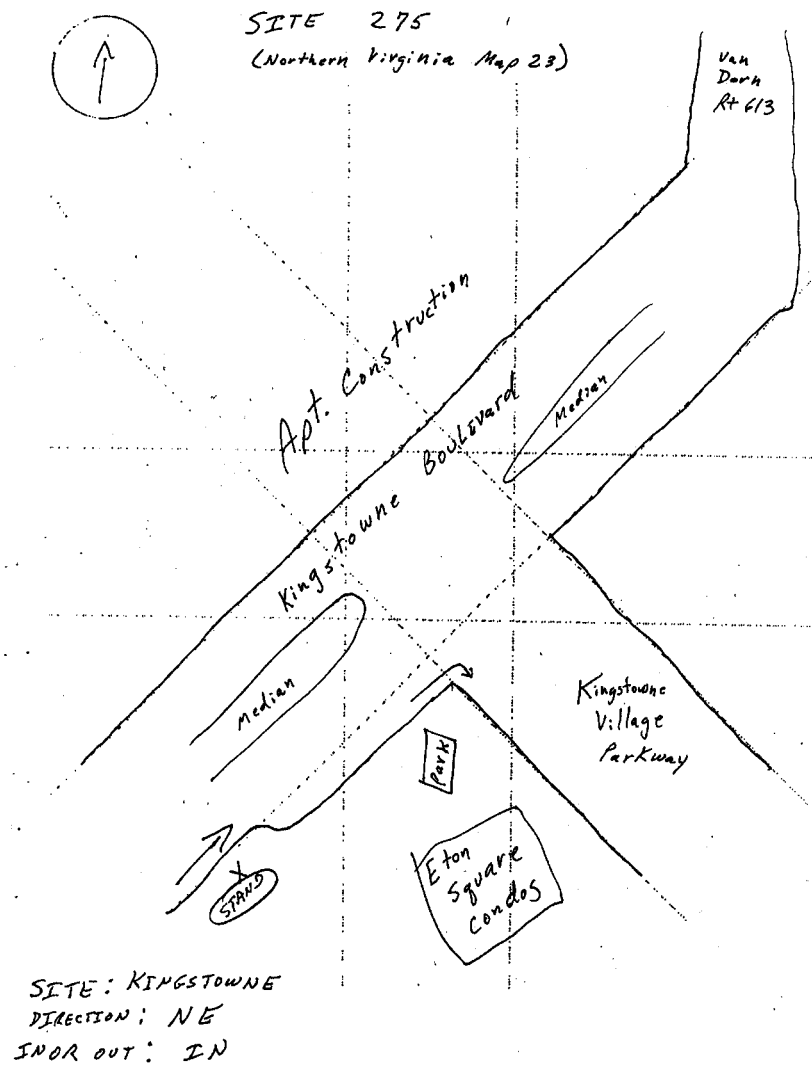 SITE 275
(Northern Virginia Map 23)
Van
Dorn
Rt 613
Apt. Construction
Kingstowne Boulevard
Median
Median
Kingstowne
Village
Parkway
Park
Eton
Square
Condos
X
STAND
SITE: KINGSTOWNE
DIRECTION: NE
IN OR OUT: IN